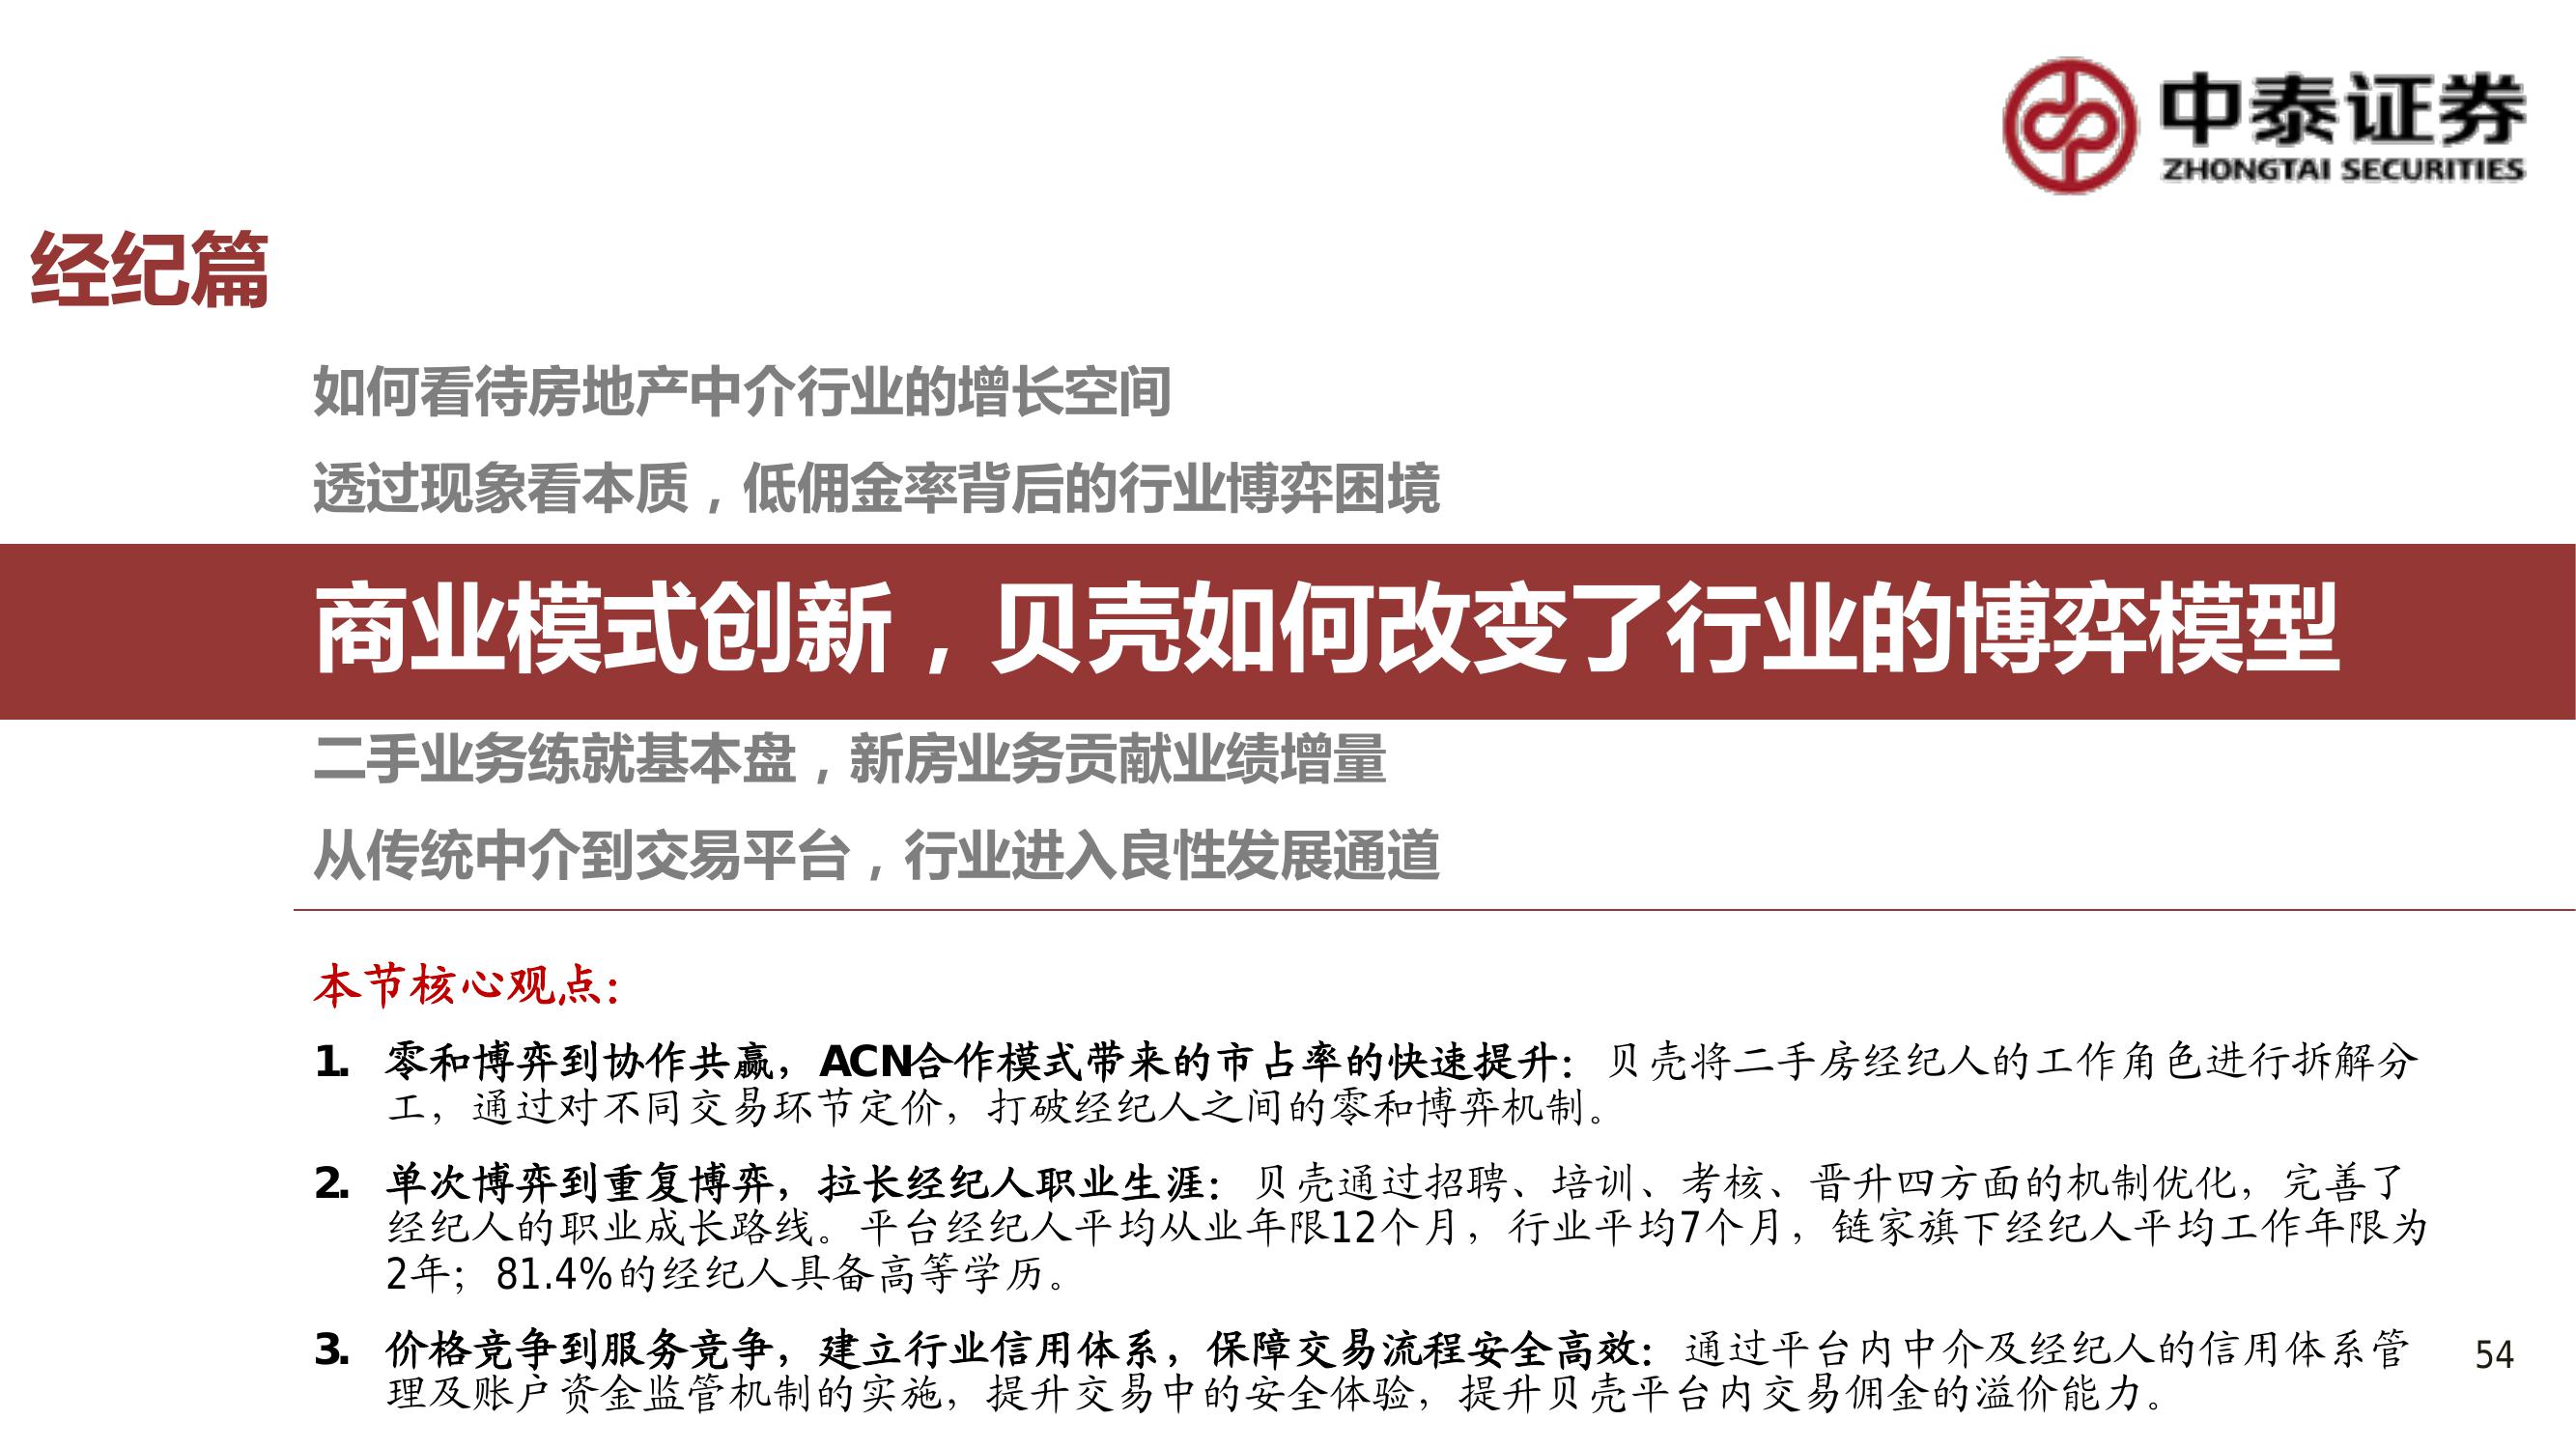 中泰证券
ZHONGTAI SECURITIES
经纪篇
如何看待房地产中介行业的增长空间
透过现象看本质，低佣金率背后的行业博弈困境
商业模式创新，贝壳如何改变了行业的博弈模型
二手业务练就基本盘，新房业务贡献业绩增量
从传统中介到交易平台，行业进入良性发展通道
本节核心观点：
1. 零和博弈到协作共赢，ACN合作模式带来的市占率的快速提升：贝壳将二手房经纪人的工作角色进行拆解分
工，通过对不同交易环节定价，打破经纪人之间的零和博弈机制。
2. 单次博弈到重复博弈，拉长经纪人职业生涯：贝壳通过招聘、培训、考核、晋升四方面的机制优化，完善了
经纪人的职业成长路线。平台经纪人平均从业年限12个月，行业平均7个月，链家旗下经纪人平均工作年限为
2年；81.4%的经纪人具备高等学历。
3. 价格竞争到服务竞争，建立行业信用体系，保障交易流程安全高效：通过平台内中介及经纪人的信用体系管
理及账户资金监管机制的实施，提升交易中的安全体验，提升贝壳平台内交易佣金的溢价能力。
54